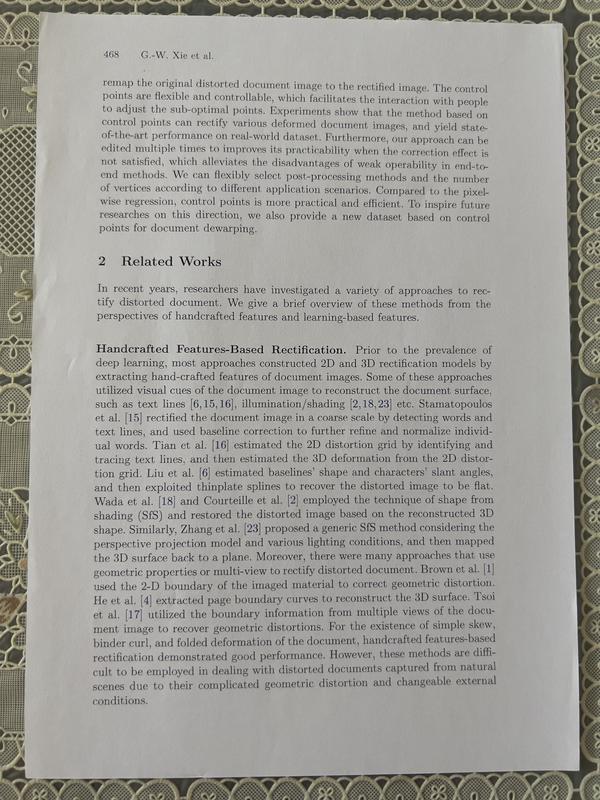 468 G.-W. Xie et al.
remap the original distorted document image to the rectified image. The control
points are flexible and controllable, which facilitates the interaction with people
to adjust the sub-optimal points. Experiments show that the method based on
control points can rectify various deformed document images, and yield state-
of-the-art performance on real-world dataset. Furthermore, our approach can be
edited multiple times to improves its practicability when the correction effect is
not satisfied, which alleviates the disadvantages of weak operability in end-to-
end methods. We can flexibly select post-processing methods and the number
of vertices according to different application scenarios. Compared to the pixel-
wise regression, control points is more practical and efficient. To inspire future
researches on this direction, we also provide a new dataset based on control
points for document dewarping.
2 Related Works
In recent years, researchers have investigated a variety of approaches to rec-
tify distorted document. We give a brief overview of these methods from the
perspectives of handcrafted features and learning-based features.
Handcrafted Features-Based Rectification. Prior to the prevalence of
deep learning, most approaches constructed 2D and 3D rectification models by
extracting hand-crafted features of document images. Some of these approaches
utilized visual cues of the document image to reconstruct the document surface,
such as text lines [6,15,16], illumination/shading [2,18,23] etc. Stamatopoulos
et al. [15] rectified the document image in a coarse scale by detecting words and
text lines, and used baseline correction to further refine and normalize individ-
ual words. Tian et al. [16] estimated the 2D distortion grid by identifying and
tracing text lines, and then estimated the 3D deformation from the 2D distor-
tion grid. Liu et al. [6] estimated baselines' shape and characters' slant angles,
and then exploited thinplate splines to recover the distorted image to be flat.
Wada et al. [18] and Courteille et al. [2] employed the technique of shape from
shading (SfS) and restored the distorted image based on the reconstructed 3D
shape. Similarly, Zhang et al. [23] proposed a generic SfS method considering the
perspective projection model and various lighting conditions, and then mapped
the 3D surface back to a plane. Moreover, there were many approaches that use
geometric properties or multi-view to rectify distorted document. Brown et al. [1]
used the 2-D boundary of the imaged material to correct geometric distortion.
He et al. [4] extracted page boundary curves to reconstruct the 3D surface. Tsoi
et al. [17] utilized the boundary information from multiple views of the docu-
ment image to recover geometric distortions. For the existence of simple skew,
binder curl, and folded deformation of the document, handcrafted features-based
rectification demonstrated good performance. However, these methods are diffi-
cult to be employed in dealing with distorted documents captured from natural
scenes due to their complicated geometric distortion and changeable external
conditions.